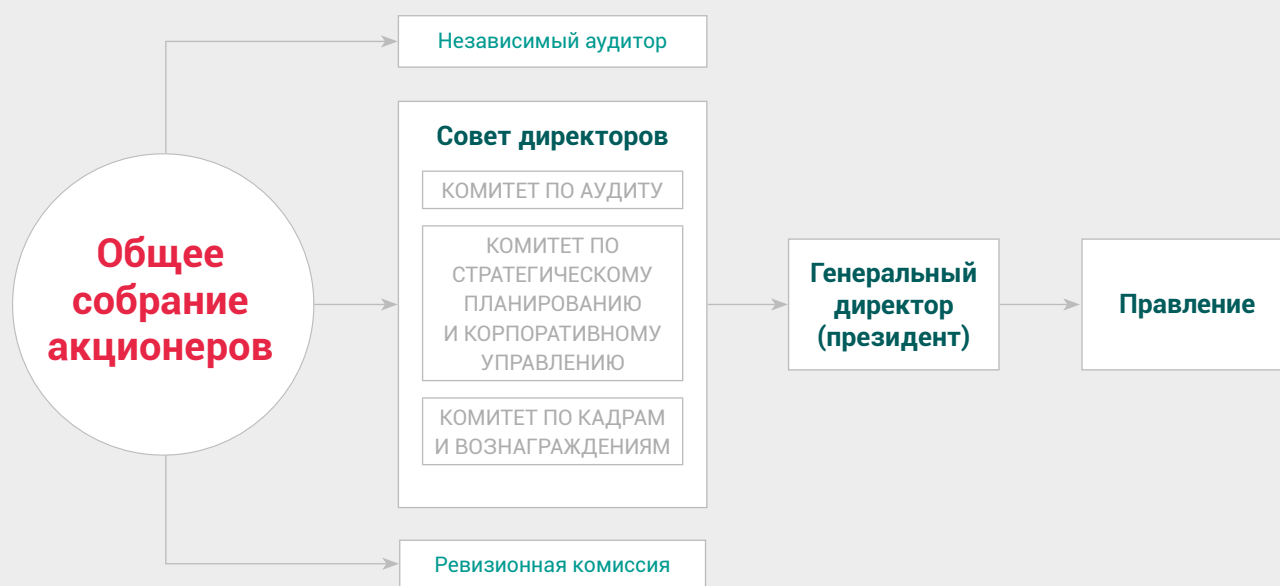 Независимый аудитор
Общее
собрание
акционеров
Совет директоров
КОМИТЕТ ПО АУДИТУ
КОМИТЕТ ПО
СТРАТЕГИЧЕСКОМУ
ПЛАНИРОВАНИЮ
И КОРПОРАТИВНОМУ
УПРАВЛЕНИЮ
КОМИТЕТ ПО КАДРАМ
И ВОЗНАГРАЖДЕНИЯМ
Генеральный
директор
(президент)
Правление
Ревизионная комиссия